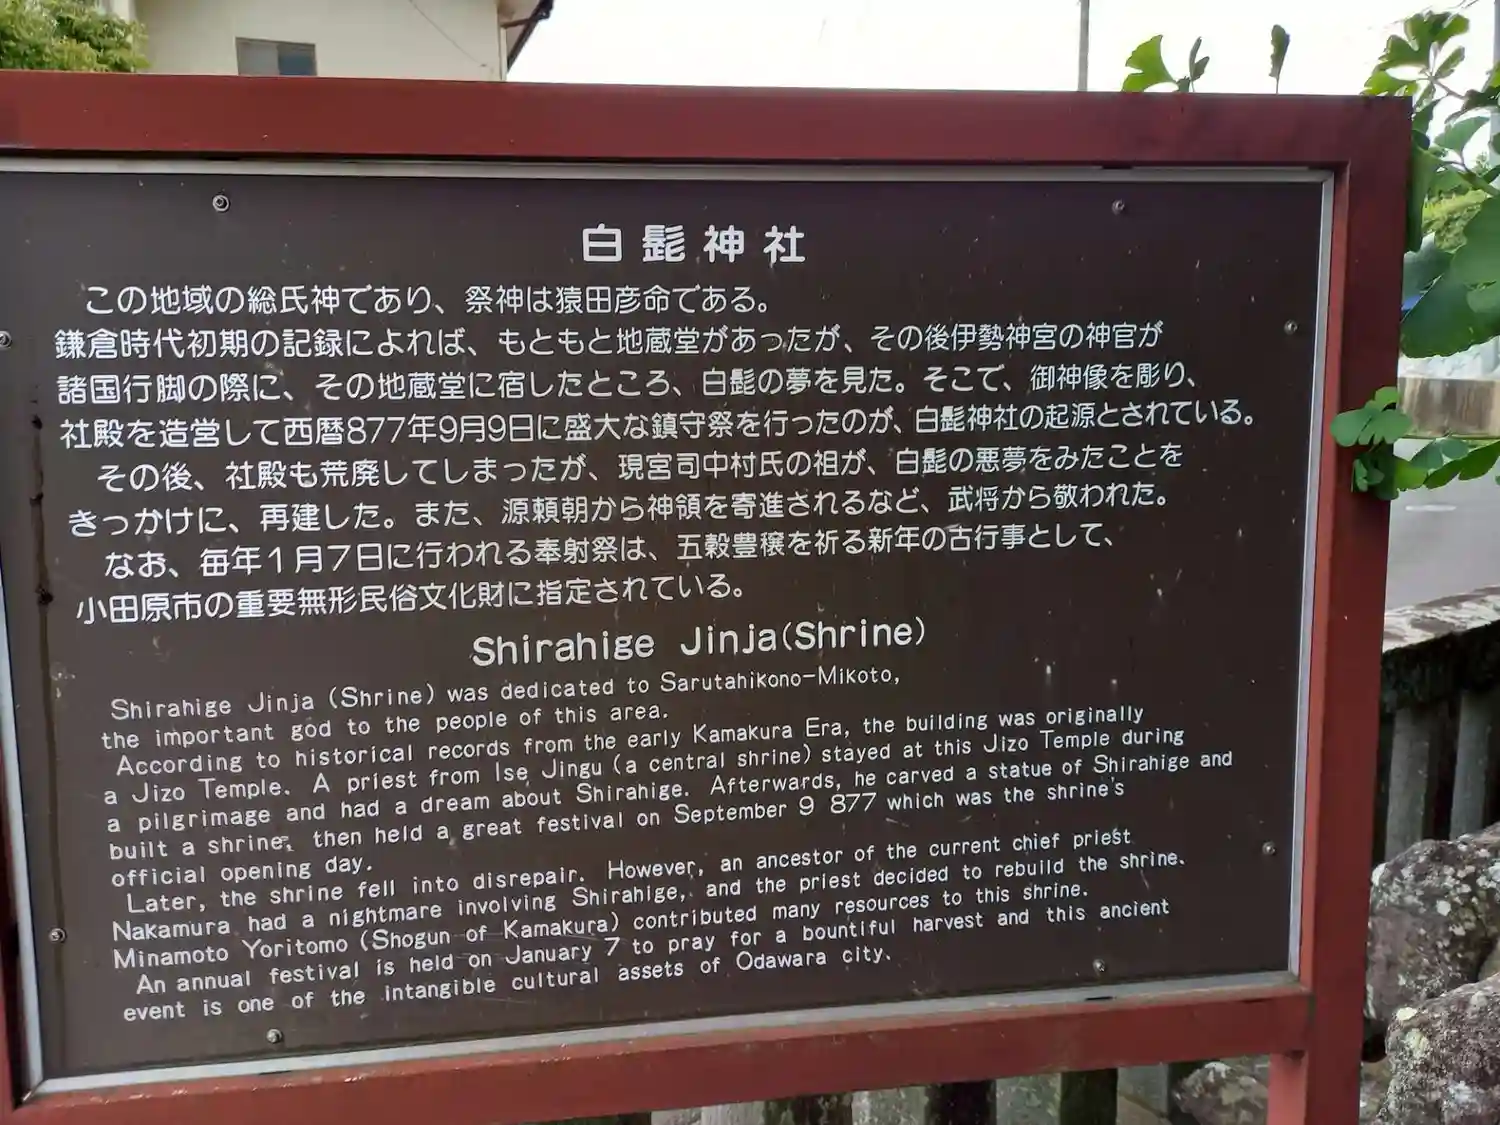 白髭神社
この地域の総氏神であり、祭神は猿田彦命である。
鎌倉時代初期の記録によれば、もともと地蔵堂があったが、その後伊勢神宮の神官が
諸国行脚の際に、その地蔵堂に宿したところ、白髭の夢を見た。そこで、御神像を彫り、
社殿を造営して西暦877年9月9日に盛大な鎮守祭を行ったのが、白髭神社の起源とされている。
その後、社殿も荒廃してしまったが、現宮司中村氏の祖が、白髭の悪夢をみたことを
きっかけに、再建した。また、源頼朝から神領を寄進されるなど、武将から敬われた。
なお、毎年1月7日に行われる奉射祭は、五穀豊穣を祈る新年の古行事として、
小田原市の重要無形民俗文化財に指定されている。
Shirahige Jinja(Shrine)
Shirahige Jinja (Shrine) was dedicated to Sarutahikono-Mikoto,
the important god to the people of this area.
According to historical records from the early Kamakura Era, the building was originally
a Jizo Temple. A priest from Ise Jingu (a central shrine) stayed at this Jizo Temple during
a pilgrimage and had a dream about Shirahige. Afterwards, he carved a statue of Shirahige and
built a shrine, then held a great festival on September 9 877 which was the shrine's
official opening day.
Later, the shrine fell into disrepair. However, an ancestor of the current chief priest
Nakamura had a nightmare involving Shirahige, and the priest decided to rebuild the shrine.
Minamoto Yoritomo (Shogun of Kamakura) contributed many resources to this shrine.
An annual festival is held on January 7 to pray for a bountiful harvest and this ancient
event is one of the intangible cultural assets of Odawara city.